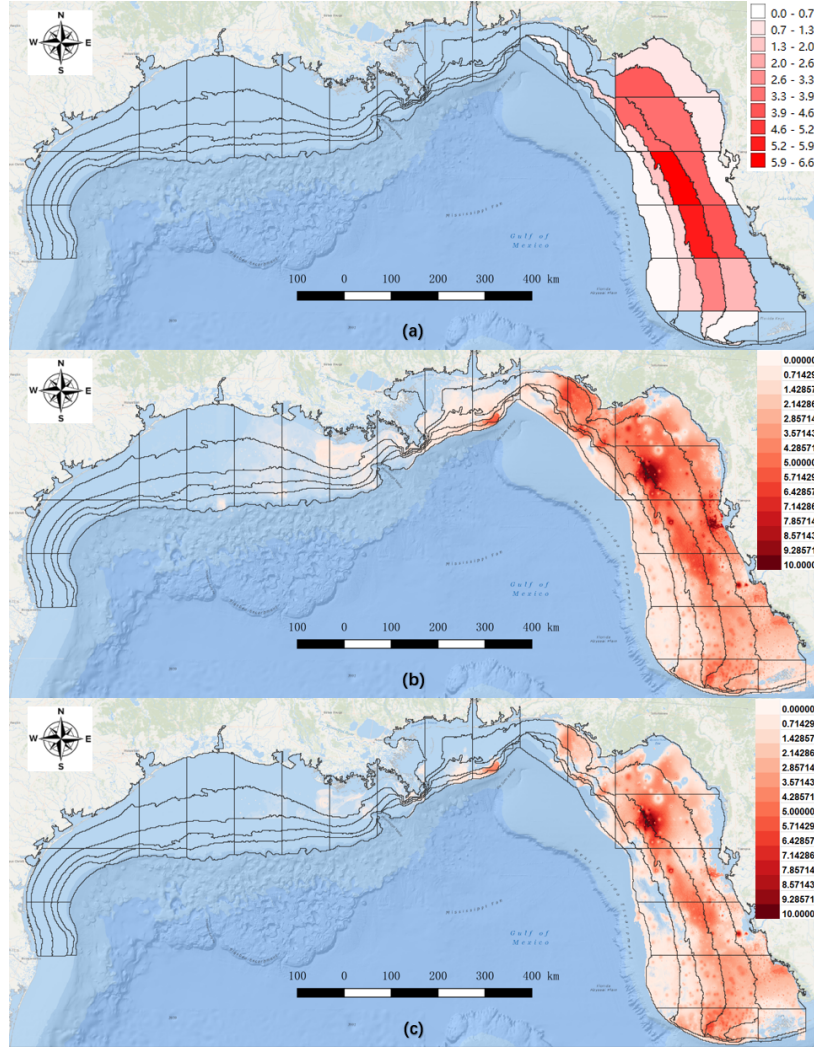 N
W E
S
0.0 - 0.7
0.7 - 1.3
1.3 - 2.0
2.0 - 2.6
2.6 - 3.3
3.3 - 3.9
3.9 - 4.6
4.6 - 5.2
5.2 - 5.9
5.9 - 6.6
Mississippi Fan
Gulf of
Mexico
100 0 100 200 300 400 km
(a)
N
W E
S
0.00000
0.71429
1.42857
2.14286
2.85714
3.57143
4.28571
5.00000
5.71429
6.42857
7.14286
7.85714
8.57143
9.28571
10.0000
Mississippi Fan
Gulf of
Mexico
100 0 100 200 300 400 km
(b)
N
W E
S
0.00000
0.71429
1.42857
2.14286
2.85714
3.57143
4.28571
5.00000
5.71429
6.42857
7.14286
7.85714
8.57143
9.28571
10.0000
Mississippi Fan
Gulf of
Mexico
100 0 100 200 300 400 km
(c)